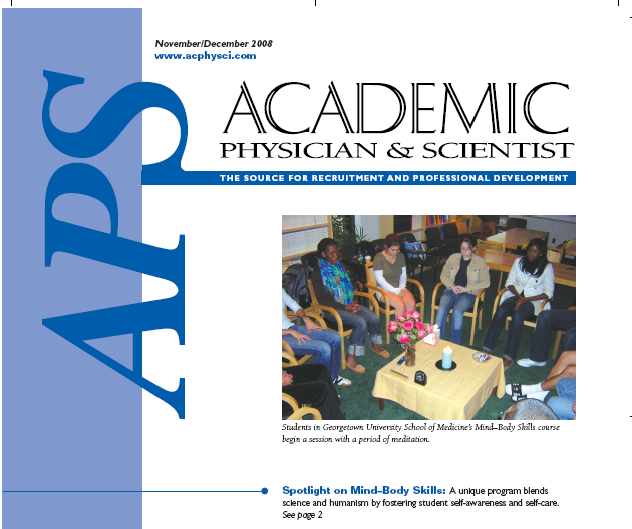 November/December 2008
www.acphysci.com
APS
ACADEMIC
PHYSICIAN & SCIENTIST
THE SOURCE FOR RECRUITMENT AND PROFESSIONAL DEVELOPMENT
Students in Georgetown University School of Medicine's Mind–Body Skills course
begin a session with a period of meditation.
Spotlight on Mind–Body Skills: A unique program blends
science and humanism by fostering student self-awareness and self-care.
See page 2